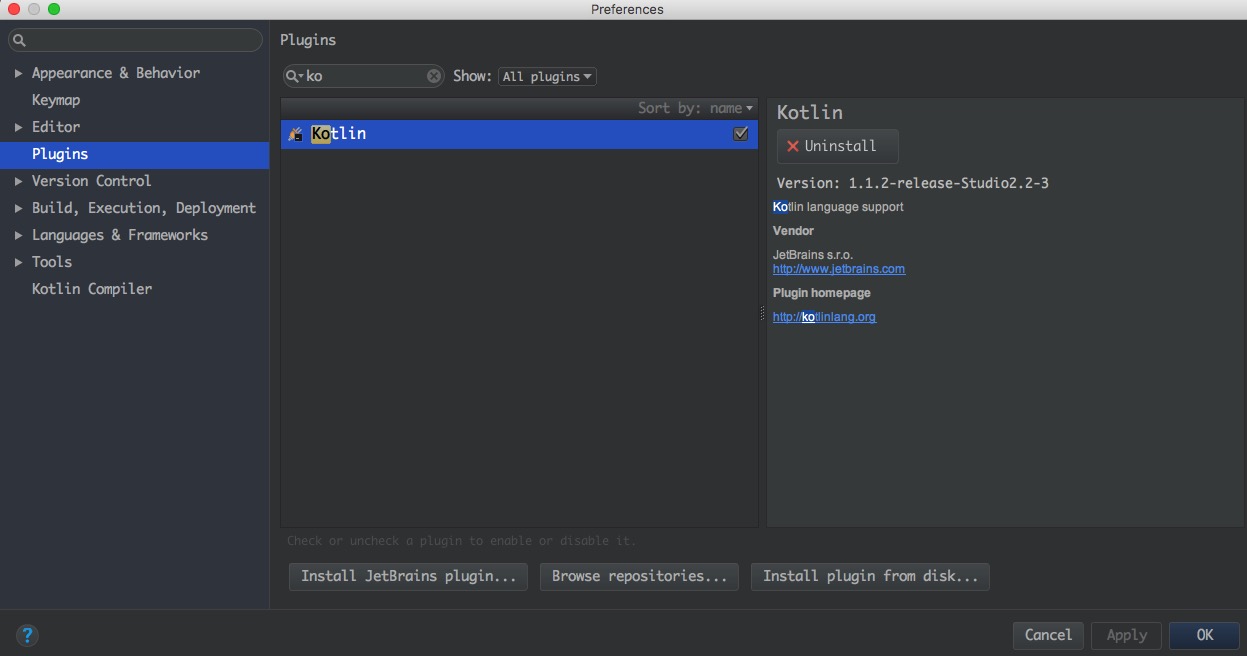 Preferences
Appearance & Behavior
Keymap
Editor
Plugins
Version Control
Build, Execution, Deployment
Languages & Frameworks
Tools
Kotlin Compiler
Plugins
ko
Show: All plugins
Sort by: name
Kotlin
Check or uncheck a plugin to enable or disable it.
Install JetBrains plugin...
Browse repositories...
Install plugin from disk...
Kotlin
Uninstall
Version: 1.1.2-release-Studio2.2-3
Kotlin language support
Vendor
JetBrains s.r.o.
http://www.jetbrains.com
Plugin homepage
http://kotlinlang.org
?
Cancel
Apply
OK